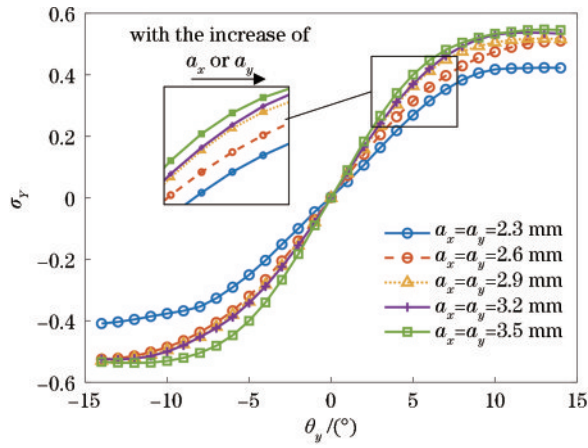 with the increase of
a_x or a_y
0.6
0.4
0.2
0
−0.2
−0.4
−0.6
σ_Y
a_x=a_y=2.3 mm
a_x=a_y=2.6 mm
a_x=a_y=2.9 mm
a_x=a_y=3.2 mm
a_x=a_y=3.5 mm
−15 −10 −5 0 5 10 15
θ_y/(°)